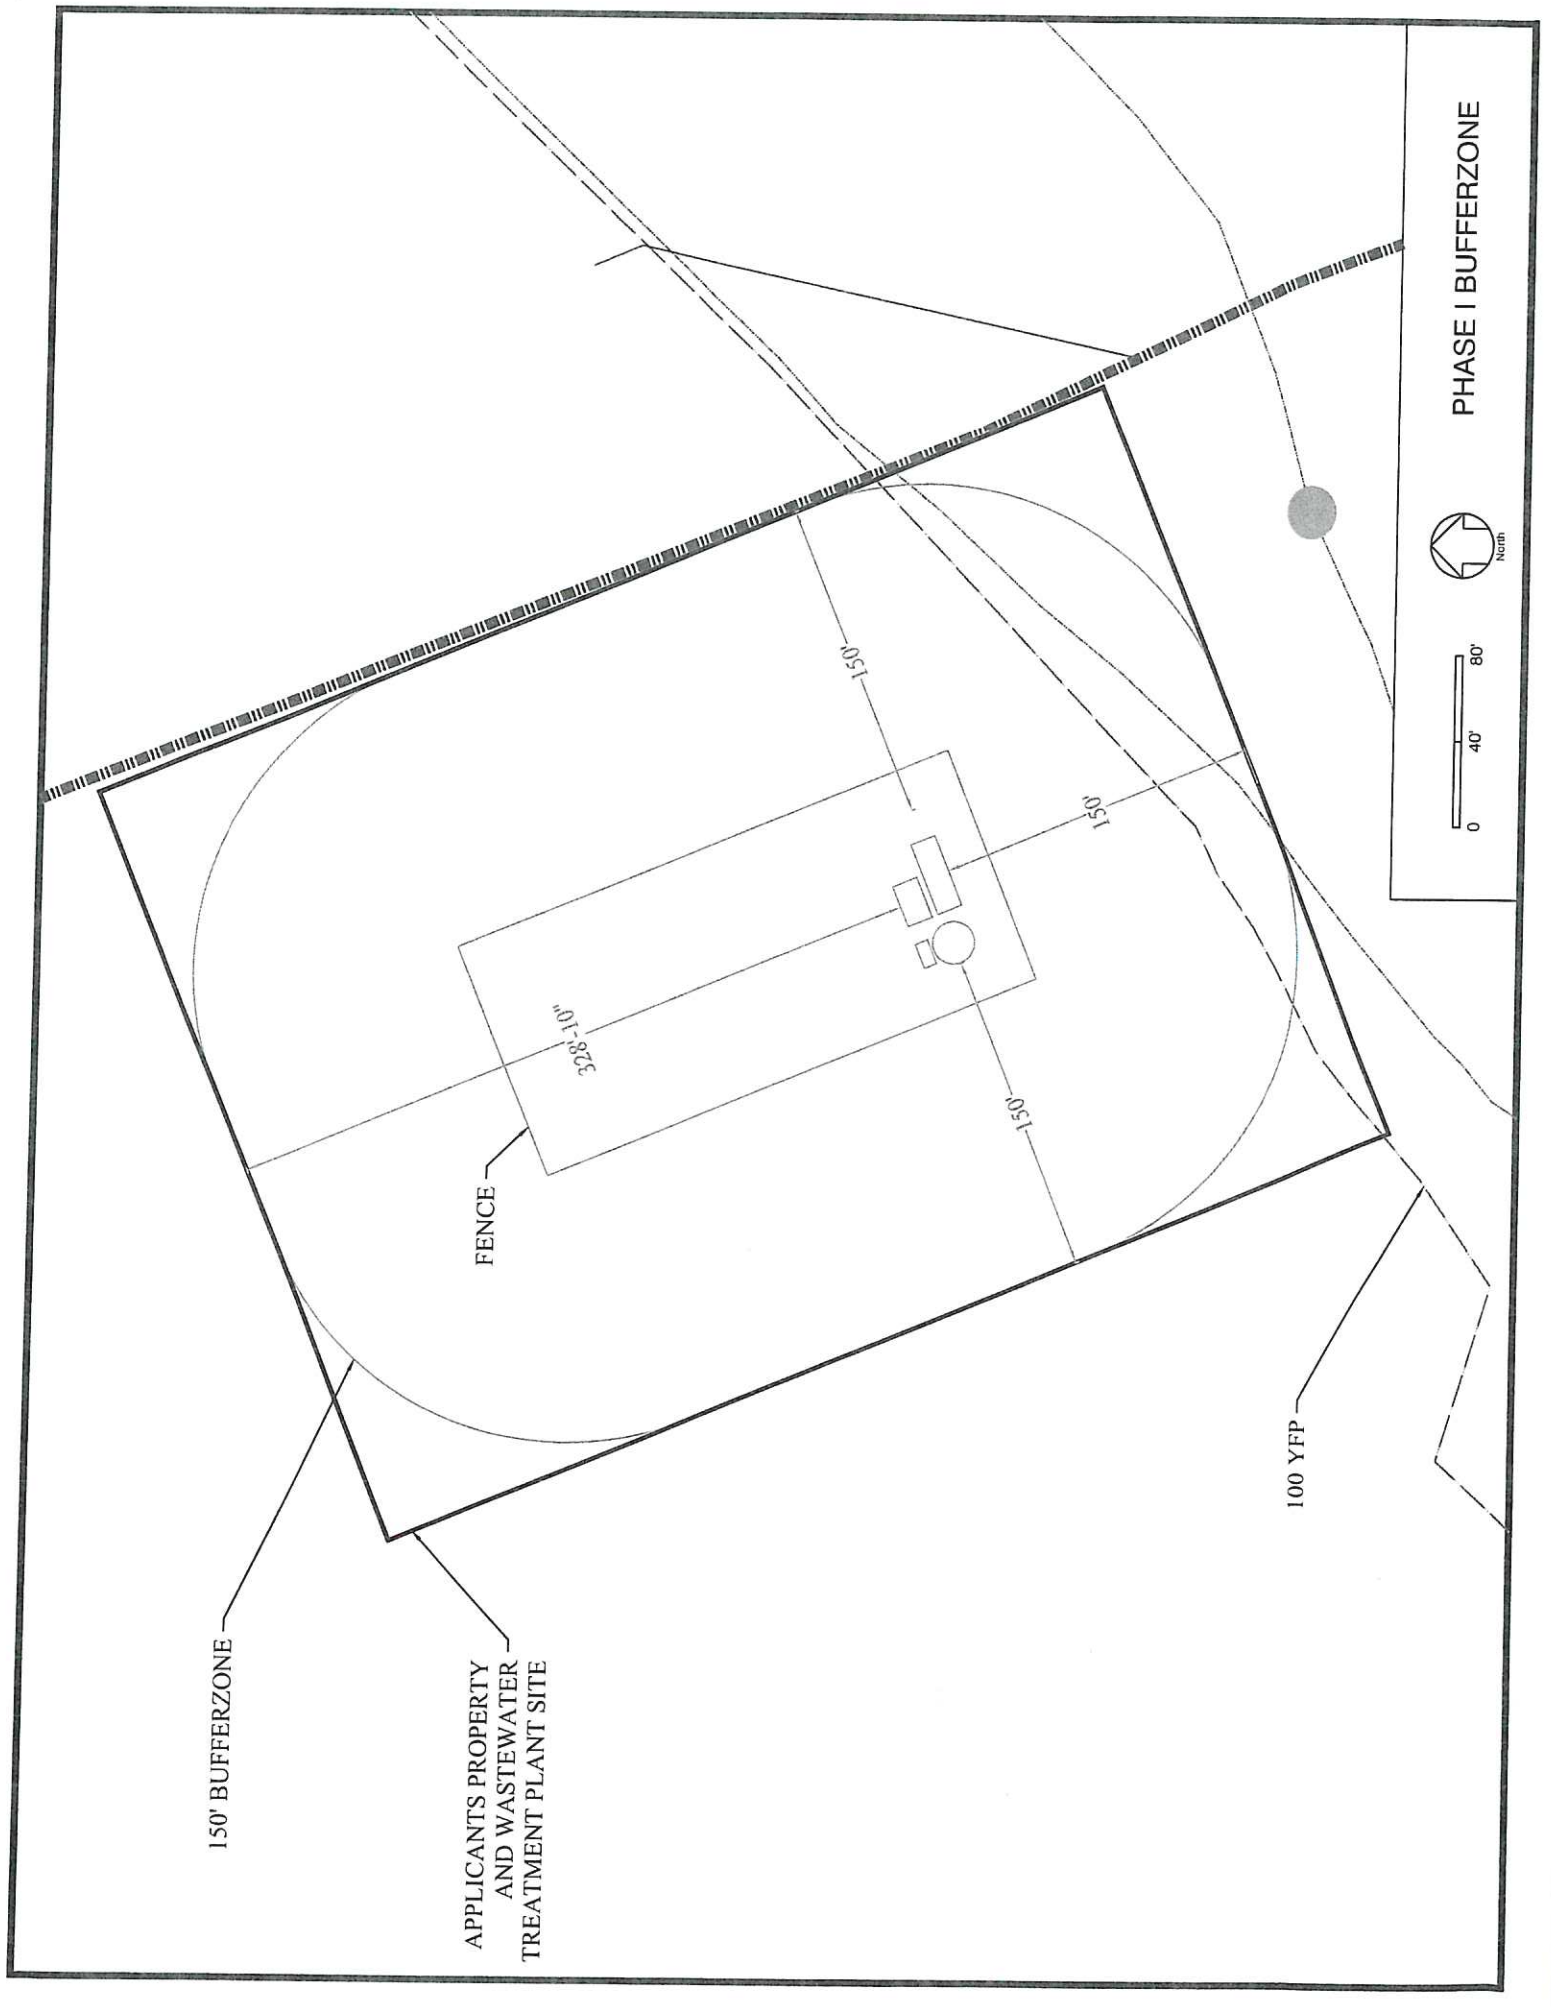 150' BUFFERZONE
APPLICANTS PROPERTY
AND WASTEWATER
TREATMENT PLANT SITE
FENCE
328'-10"
150'
150'
150'
100 YFP
0
40'
80'
North
PHASE I BUFFERZONE